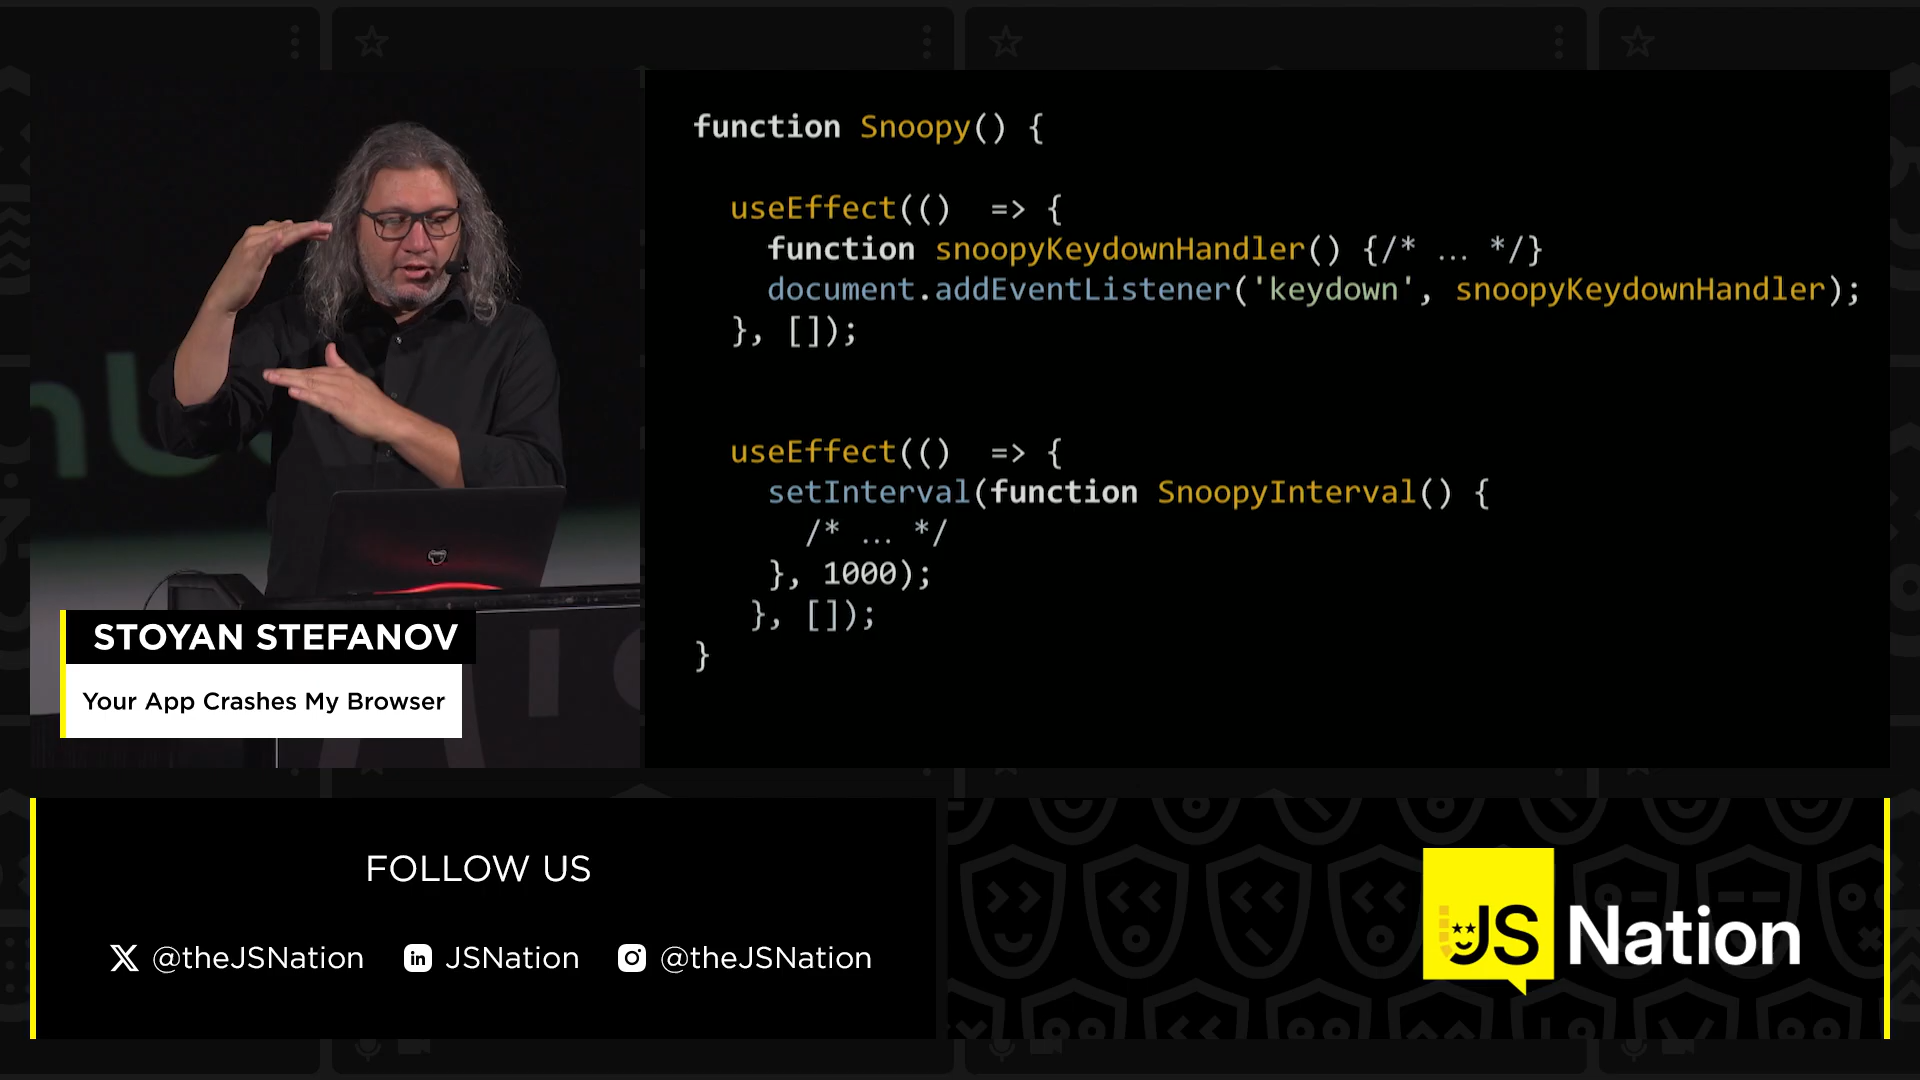 function Snoopy() {
useEffect(() => {
function snoopyKeydownHandler() {/* … */}
document.addEventListener('keydown', snoopyKeydownHandler);
}, []);
useEffect(() => {
setInterval(function SnoopyInterval() {
/* … */
}, 1000);
}, []);
}
STOYAN STEFANOV
Your App Crashes My Browser
FOLLOW US
@theJSNation JSNation @theJSNation
JS Nation